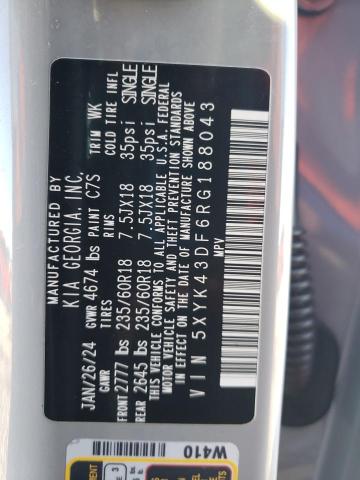 MANUFACTURED BY
KIA GEORGIA, INC.
JAN/26/24 GVWR 4674 lbs PAINT C7S TRIM WK
GAWR TIRES RIMS COLD TIRE INFL
FRONT 2777 lbs 235/60R18 7.5JX18 35psi SINGLE
REAR 2645 lbs 235/60R18 7.5JX18 35psi SINGLE
THIS VEHICLE CONFORMS TO ALL APPLICABLE U.S.A. FEDERAL
MOTOR VEHICLE SAFETY AND THEFT PREVENTION STANDARDS
IN EFFECT ON THE DATE OF MANUFACTURE SHOWN ABOVE
VIN 5XYK43DF6RG188043
MPV
W410